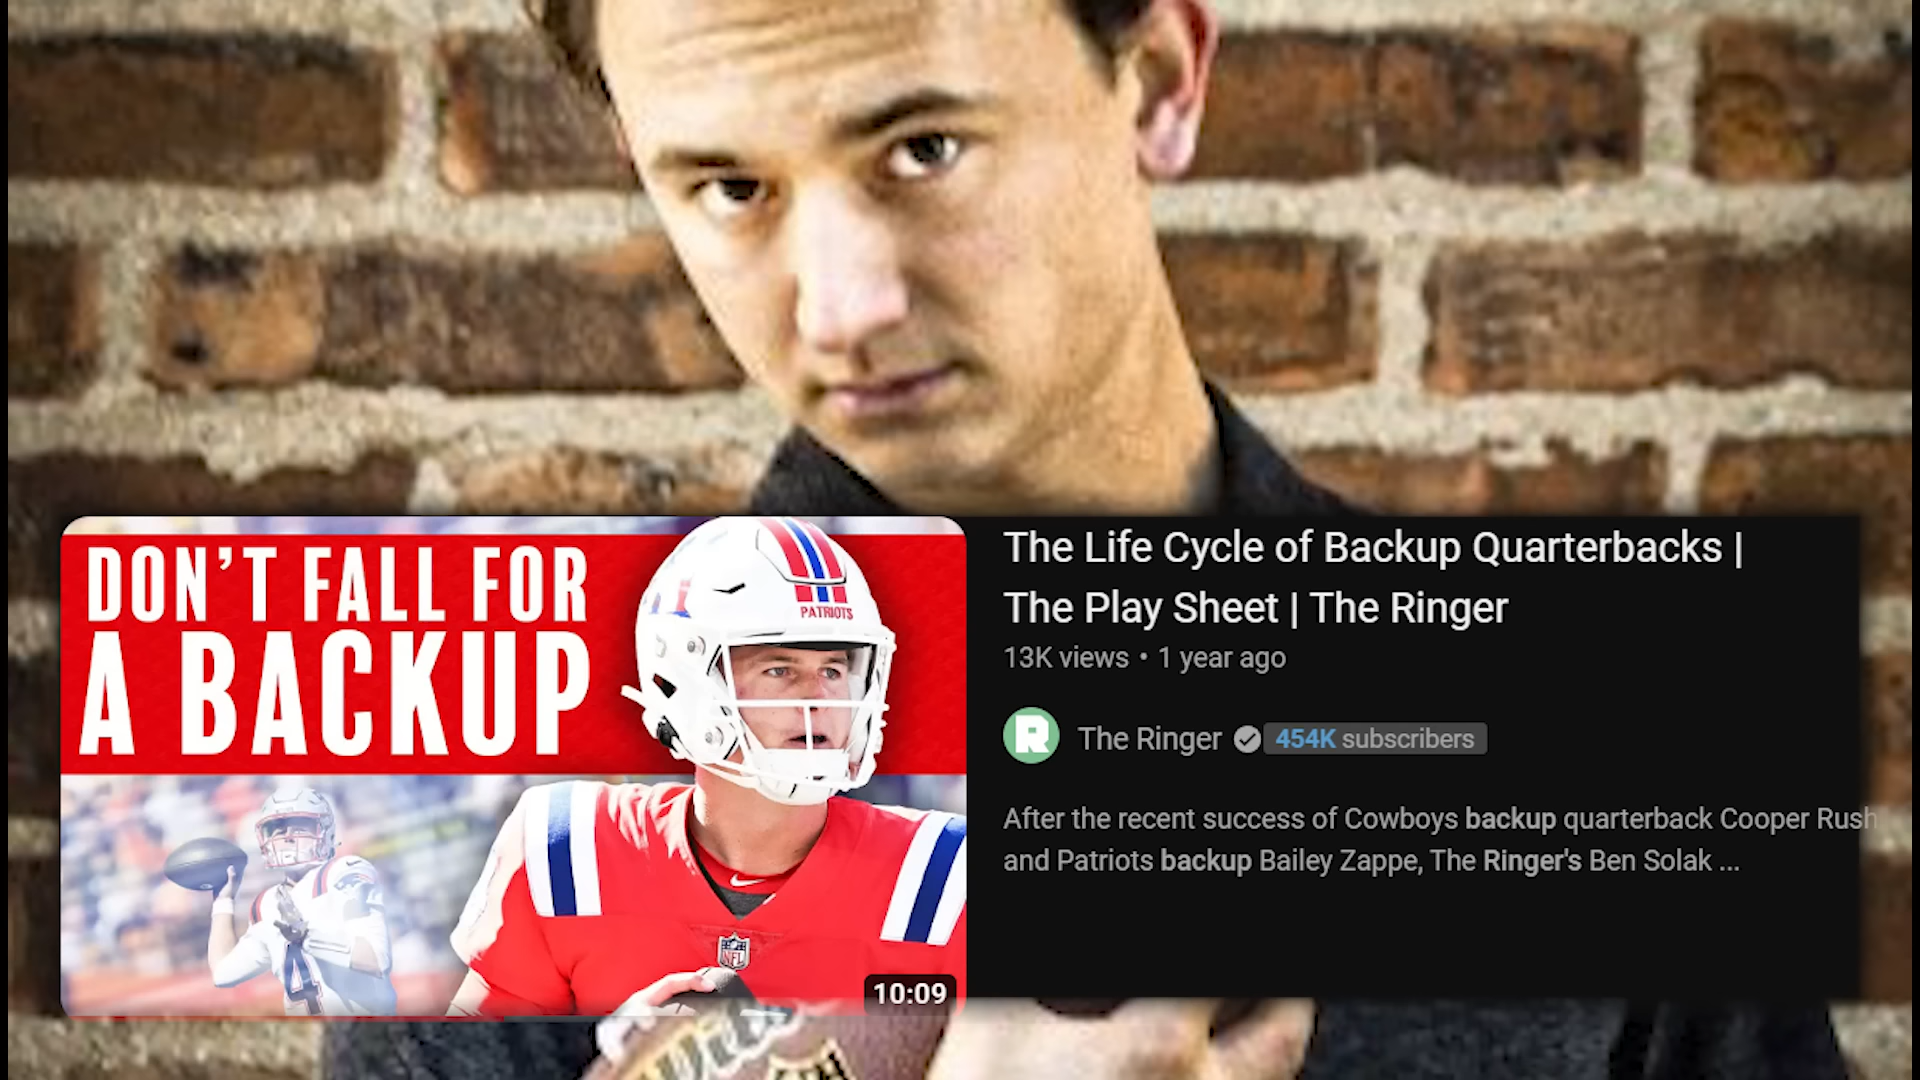 DON'T FALL FOR
A BACKUP
PATRIOTS
NFL
4
10:09
The Life Cycle of Backup Quarterbacks |
The Play Sheet | The Ringer
13K views • 1 year ago
R
The Ringer 454K subscribers
After the recent success of Cowboys backup quarterback Cooper Rush
and Patriots backup Bailey Zappe, The Ringer's Ben Solak ...